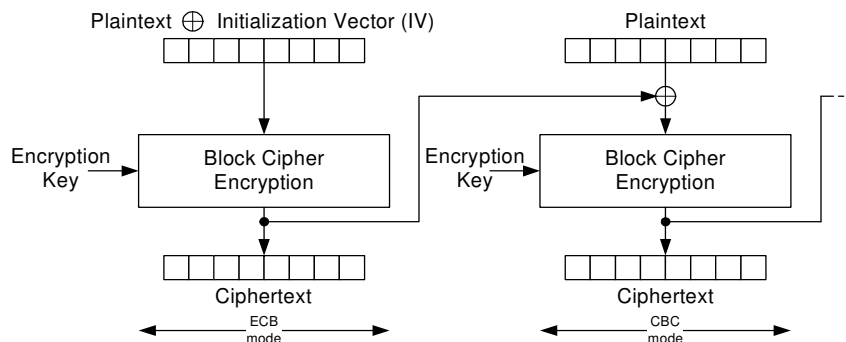 Plaintext ⊕ Initialization Vector (IV)
Plaintext
Encryption
Key
Block Cipher
Encryption
Encryption
Key
Block Cipher
Encryption
Ciphertext
Ciphertext
ECB
mode
CBC
mode